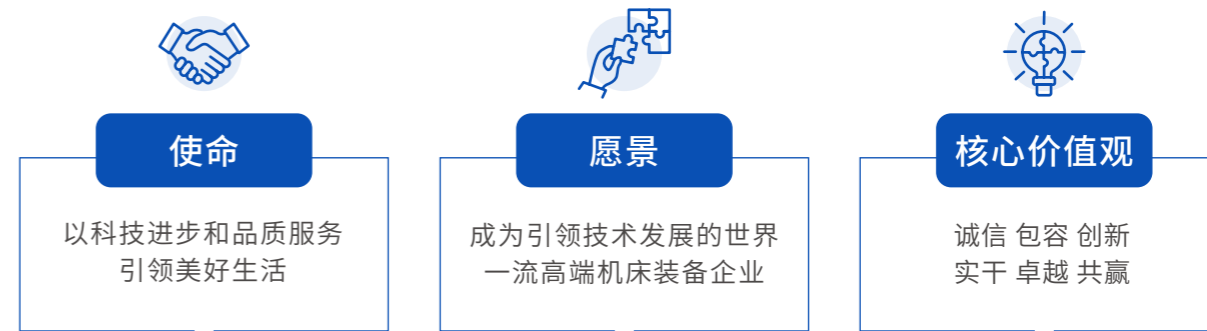 使命
以科技进步和品质服务
引领美好生活
愿景
成为引领技术发展的世界
一流高端机床装备企业
核心价值观
诚信 包容 创新
实干 卓越 共赢